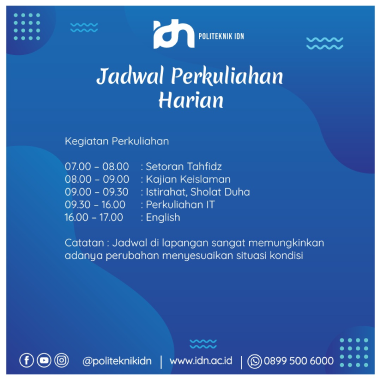 idn POLITEKNIK IDN
Jadwal Perkuliahan
Harian
Kegiatan Perkuliahan
07.00 – 08.00 : Setoran Tahfidz
08.00 – 09.00 : Kajian Keislaman
09.00 – 09.30 : Istirahat, Sholat Duha
09.30 – 16.00 : Perkuliahan IT
16.00 – 17.00 : English
Catatan : Jadwal di lapangan sangat memungkinkan
adanya perubahan menyesuaikan situasi kondisi
@politeknikidn | www.idn.ac.id | 0899 500 6000